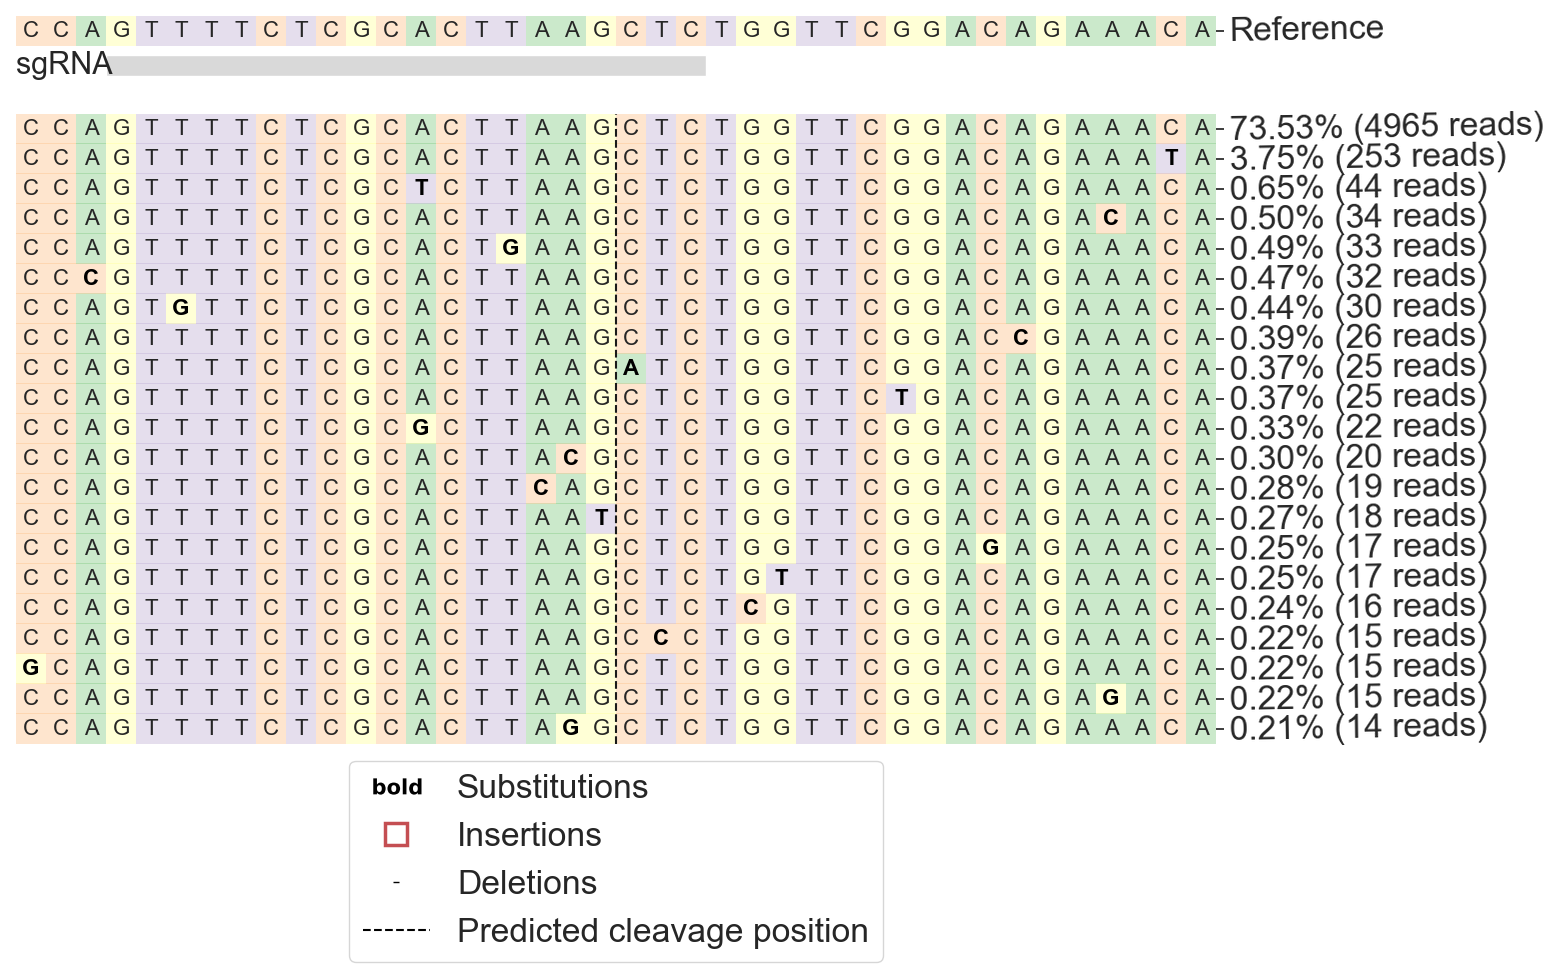 C C A G T T T T C T C G C A C T T A A G C T C T G G T T C G G A C A G A A A C A Reference
sgRNA
C C A G T T T T C T C G C A C T T A A G C T C T G G T T C G G A C A G A A A C A 73.53% (4965 reads)
C C A G T T T T C T C G C A C T T A A G C T C T G G T T C G G A C A G A A A T A 3.75% (253 reads)
C C A G T T T T C T C G C T C T T A A G C T C T G G T T C G G A C A G A A A C A 0.65% (44 reads)
C C A G T T T T C T C G C A C T T A A G C T C T G G T T C G G A C A G A C A C A 0.50% (34 reads)
C C A G T T T T C T C G C A C T G A A G C T C T G G T T C G G A C A G A A A C A 0.49% (33 reads)
C C C G T T T T C T C G C A C T T A A G C T C T G G T T C G G A C A G A A A C A 0.47% (32 reads)
C C A G T G T T C T C G C A C T T A A G C T C T G G T T C G G A C A G A A A C A 0.44% (30 reads)
C C A G T T T T C T C G C A C T T A A G C T C T G G T T C G G A C C G A A A C A 0.39% (26 reads)
C C A G T T T T C T C G C A C T T A A G A T C T G G T T C G G A C A G A A A C A 0.37% (25 reads)
C C A G T T T T C T C G C A C T T A A G C T C T G G T T C T G A C A G A A A C A 0.37% (25 reads)
C C A G T T T T C T C G C G C T T A A G C T C T G G T T C G G A C A G A A A C A 0.33% (22 reads)
C C A G T T T T C T C G C A C T T A C G C T C T G G T T C G G A C A G A A A C A 0.30% (20 reads)
C C A G T T T T C T C G C A C T T C A G C T C T G G T T C G G A C A G A A A C A 0.28% (19 reads)
C C A G T T T T C T C G C A C T T A A T C T C T G G T T C G G A C A G A A A C A 0.27% (18 reads)
C C A G T T T T C T C G C A C T T A A G C T C T G G T T C G G A G A G A A A C A 0.25% (17 reads)
C C A G T T T T C T C G C A C T T A A G C T C T G T T T C G G A C A G A A A C A 0.25% (17 reads)
C C A G T T T T C T C G C A C T T A A G C T C T C G T T C G G A C A G A A A C A 0.24% (16 reads)
C C A G T T T T C T C G C A C T T A A G C C C T G G T T C G G A C A G A A A C A 0.22% (15 reads)
G C A G T T T T C T C G C A C T T A A G C T C T G G T T C G G A C A G A A A C A 0.22% (15 reads)
C C A G T T T T C T C G C A C T T A A G C T C T G G T T C G G A C A G A G A C A 0.22% (15 reads)
C C A G T T T T C T C G C A C T T A G G C T C T G G T T C G G A C A G A A A C A 0.21% (14 reads)
bold Substitutions
Insertions
- Deletions
Predicted cleavage position